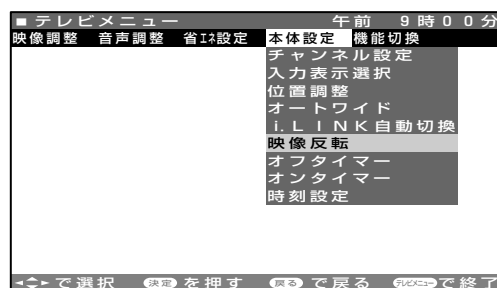 ■テレビメニュー 午前 9時00分
映像調整 音声調整 省エネ設定 本体設定 機能切換
チャンネル設定
入力表示選択
位置調整
オートワイド
i.LINK自動切換
映像反転
オフタイマー
オンタイマー
時刻設定
で選択 決定を押す 戻るで戻る テレビメニューで終了